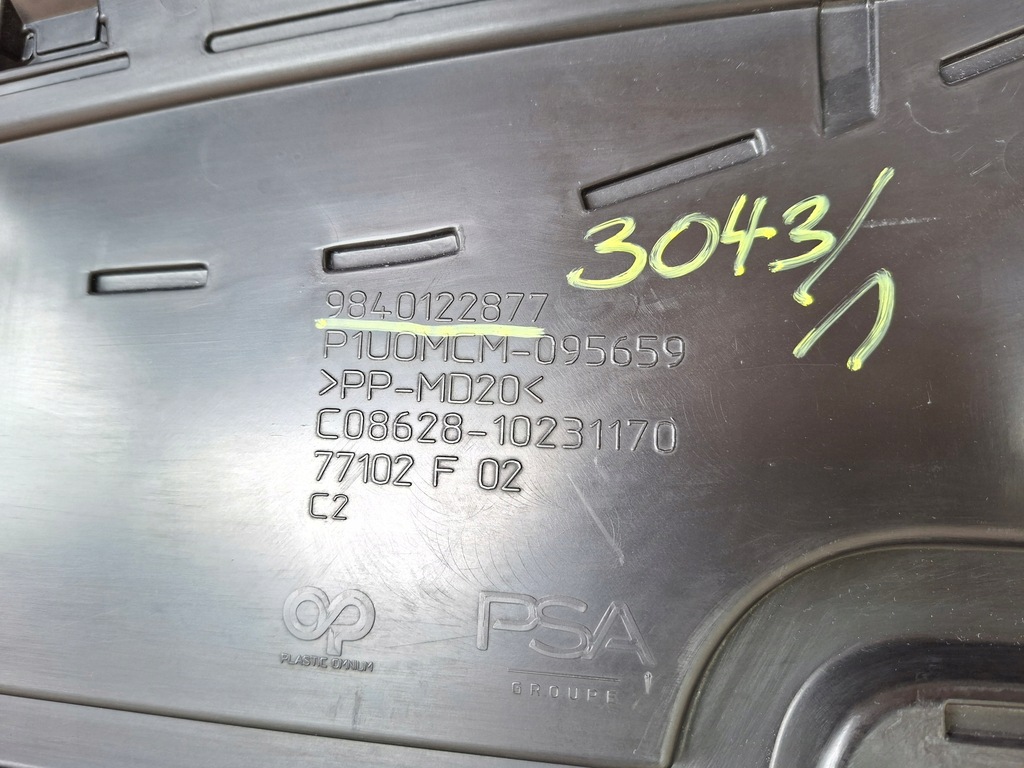 3043/1
9840122877
P1U0MCM-095659
>PP-MD20<
C08628-10231170
77102 F 02
C2
PLASTIC OMNIUM
PSA
GROUPE